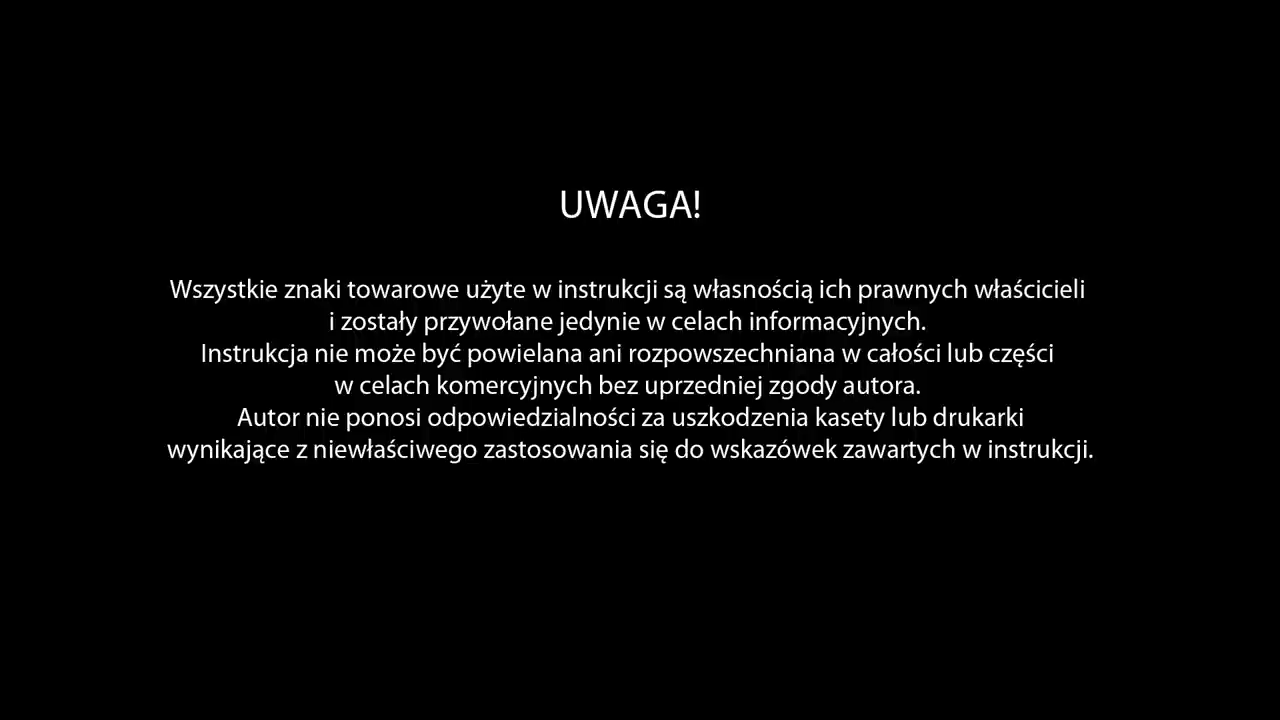 UWAGA!
Wszystkie znaki towarowe użyte w instrukcji są własnością ich prawnych właścicieli
i zostały przywołane jedynie w celach informacyjnych.
Instrukcja nie może być powielana ani rozpowszechniana w całości lub części
w celach komercyjnych bez uprzedniej zgody autora.
Autor nie ponosi odpowiedzialności za uszkodzenia kasety lub drukarki
wynikające z niewłaściwego zastosowania się do wskazówek zawartych w instrukcji.